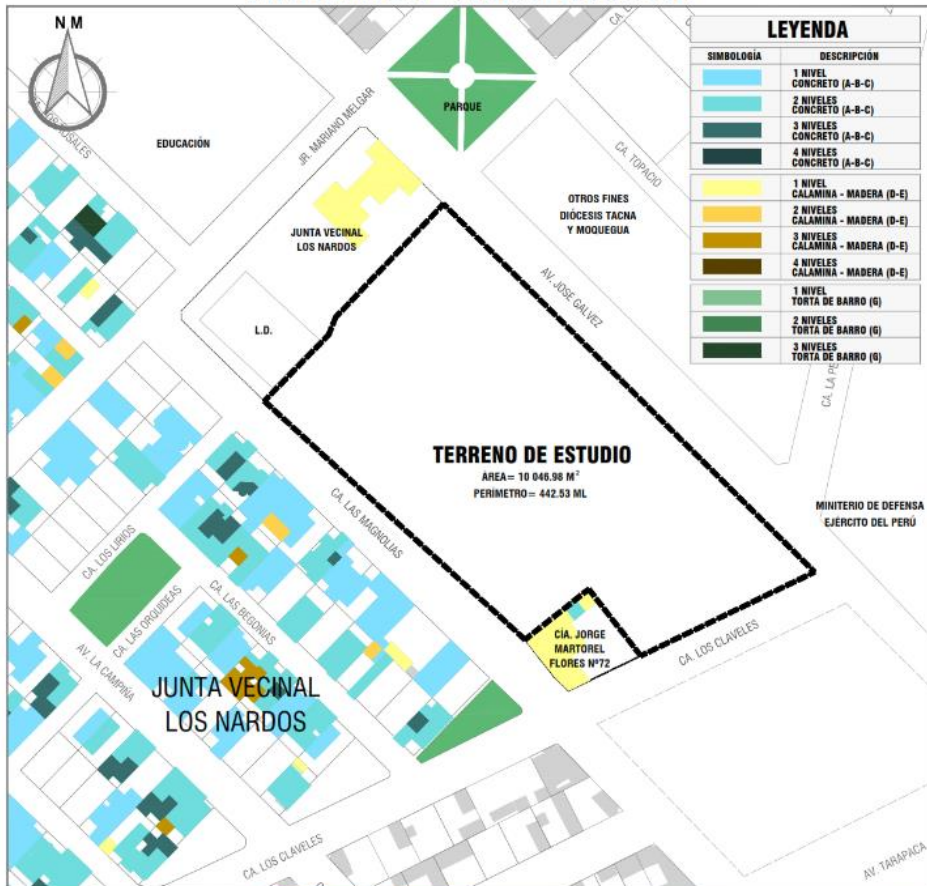 N M
EDUCACIÓN
JR. MARIANO MELGAR
PARQUE
CA. TOPACIO
JUNTA VECINAL
LOS NARDOS
OTROS FINES
DIÓCESIS TACNA
Y MOQUEGUA
L.D.
AV. JOSE GALVEZ
TERRENO DE ESTUDIO
ÁREA= 10 046.98 M²
PERÍMETRO= 442.53 ML
CA. LAS MAGNOLIAS
MINITERIO DE DEFENSA
EJÉRCITO DEL PERÚ
CA. LOS LIRIOS
CA. LAS ORQUIDEAS
CA. LAS BEGONIAS
AV. LA CAMPIÑA
CÍA. JORGE
MARTOREL
FLORES Nº72
CA. LOS CLAVELES
JUNTA VECINAL
LOS NARDOS
CA. LOS CLAVELES
AV. TARAPACA
LEYENDA
SIMBOLOGÍA DESCRIPCIÓN
1 NIVEL
CONCRETO (A-B-C)
2 NIVELES
CONCRETO (A-B-C)
3 NIVELES
CONCRETO (A-B-C)
4 NIVELES
CONCRETO (A-B-C)
1 NIVEL
CALAMINA - MADERA (D-E)
2 NIVELES
CALAMINA - MADERA (D-E)
3 NIVELES
CALAMINA - MADERA (D-E)
4 NIVELES
CALAMINA - MADERA (D-E)
1 NIVEL
TORTA DE BARRO (G)
2 NIVELES
TORTA DE BARRO (G)
3 NIVELES
TORTA DE BARRO (G)